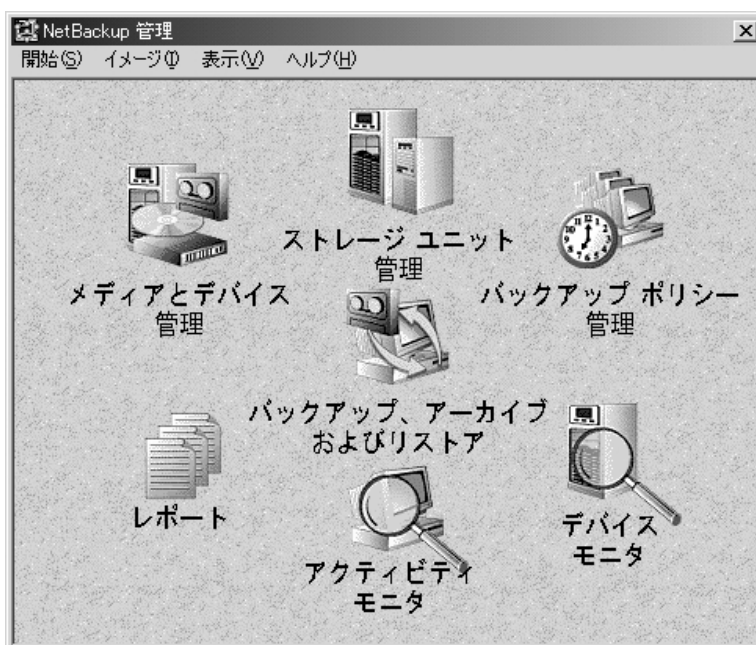 NetBackup 管理
開始(S) イメージ(I) 表示(V) ヘルプ(H)
ストレージ ユニット
管理
メディアとデバイス
管理
バックアップ ポリシー
管理
バックアップ、アーカイブ
およびリストア
レポート
デバイス
モニタ
アクティビティ
モニタ